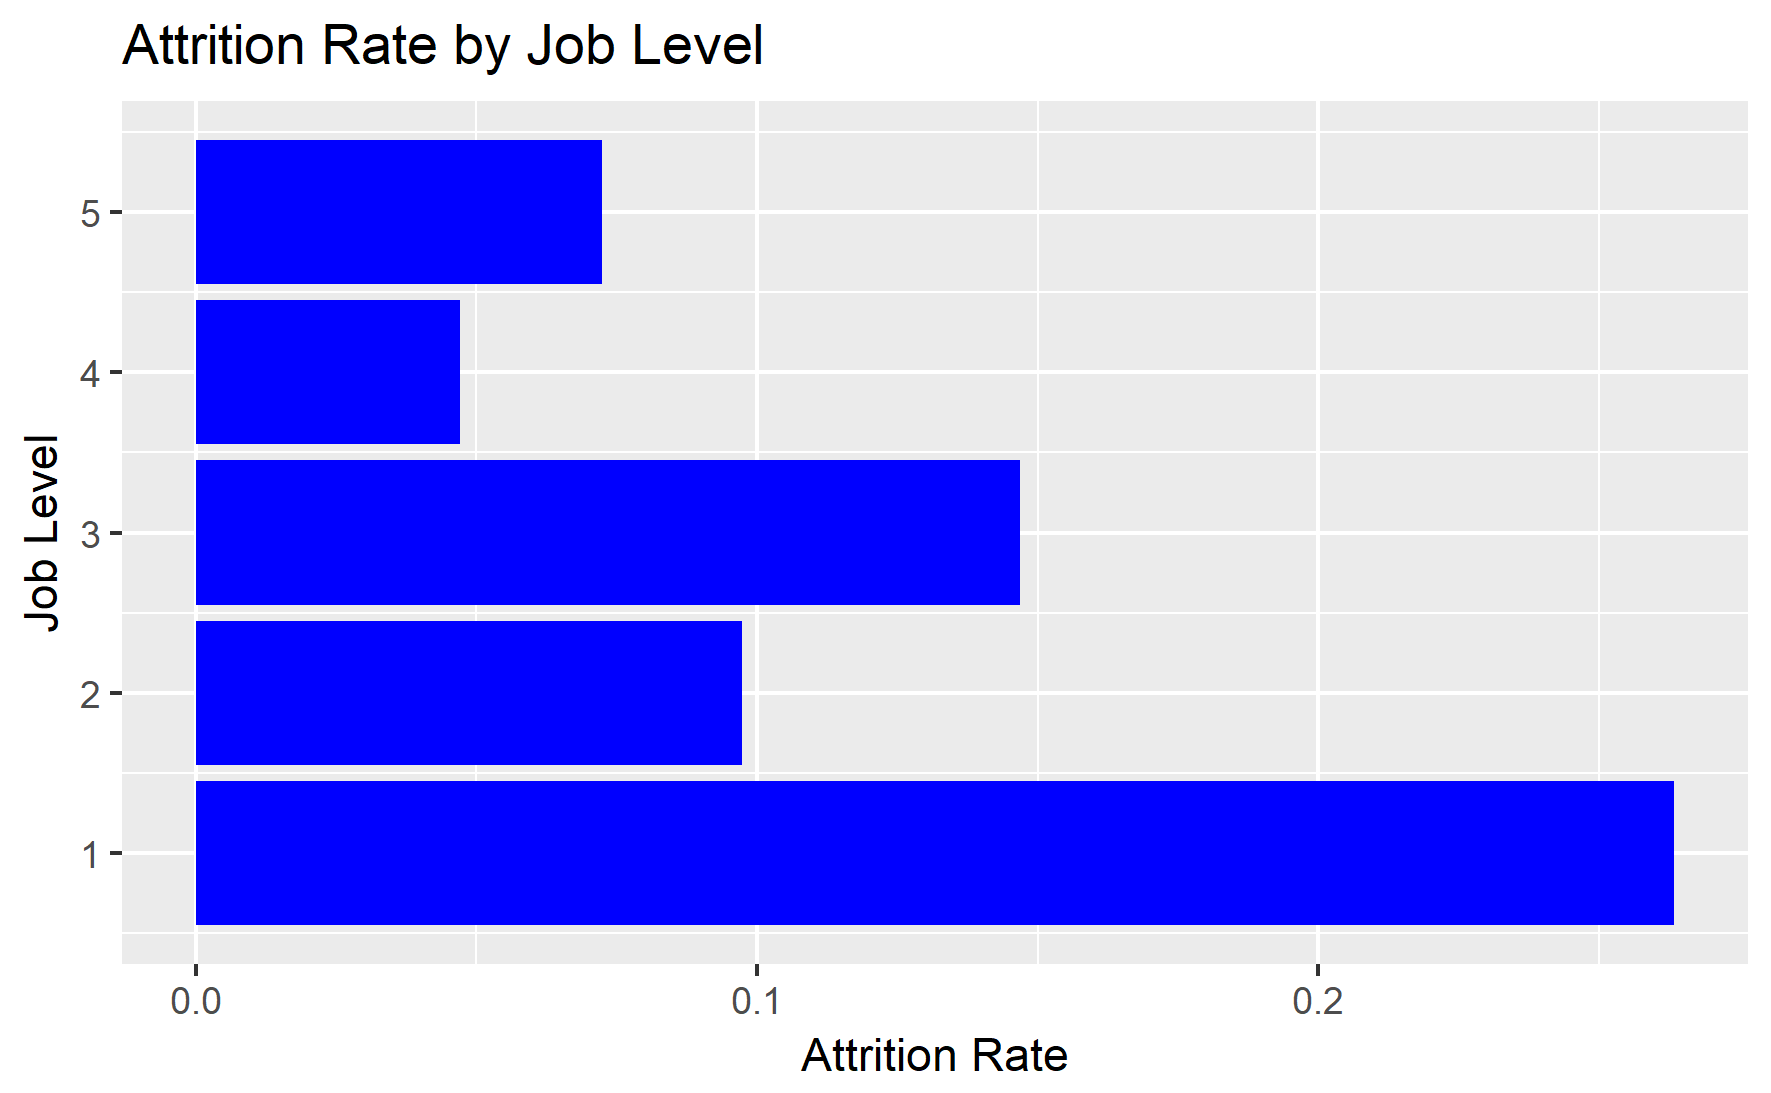 Attrition Rate by Job Level
5
4
3
2
1
Job Level
0.0
0.1
0.2
Attrition Rate